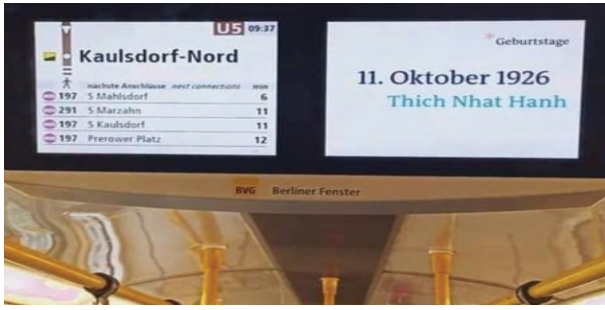 U5 09:37
Kaulsdorf-Nord
nächste Anschlüsse next connections min
197 S Mahlsdorf 6
291 S Marzahn 11
197 S Kaulsdorf 11
197 Prerower Platz 12
*Geburtstage
11. Oktober 1926
Thich Nhat Hanh
BVG Berliner Fenster